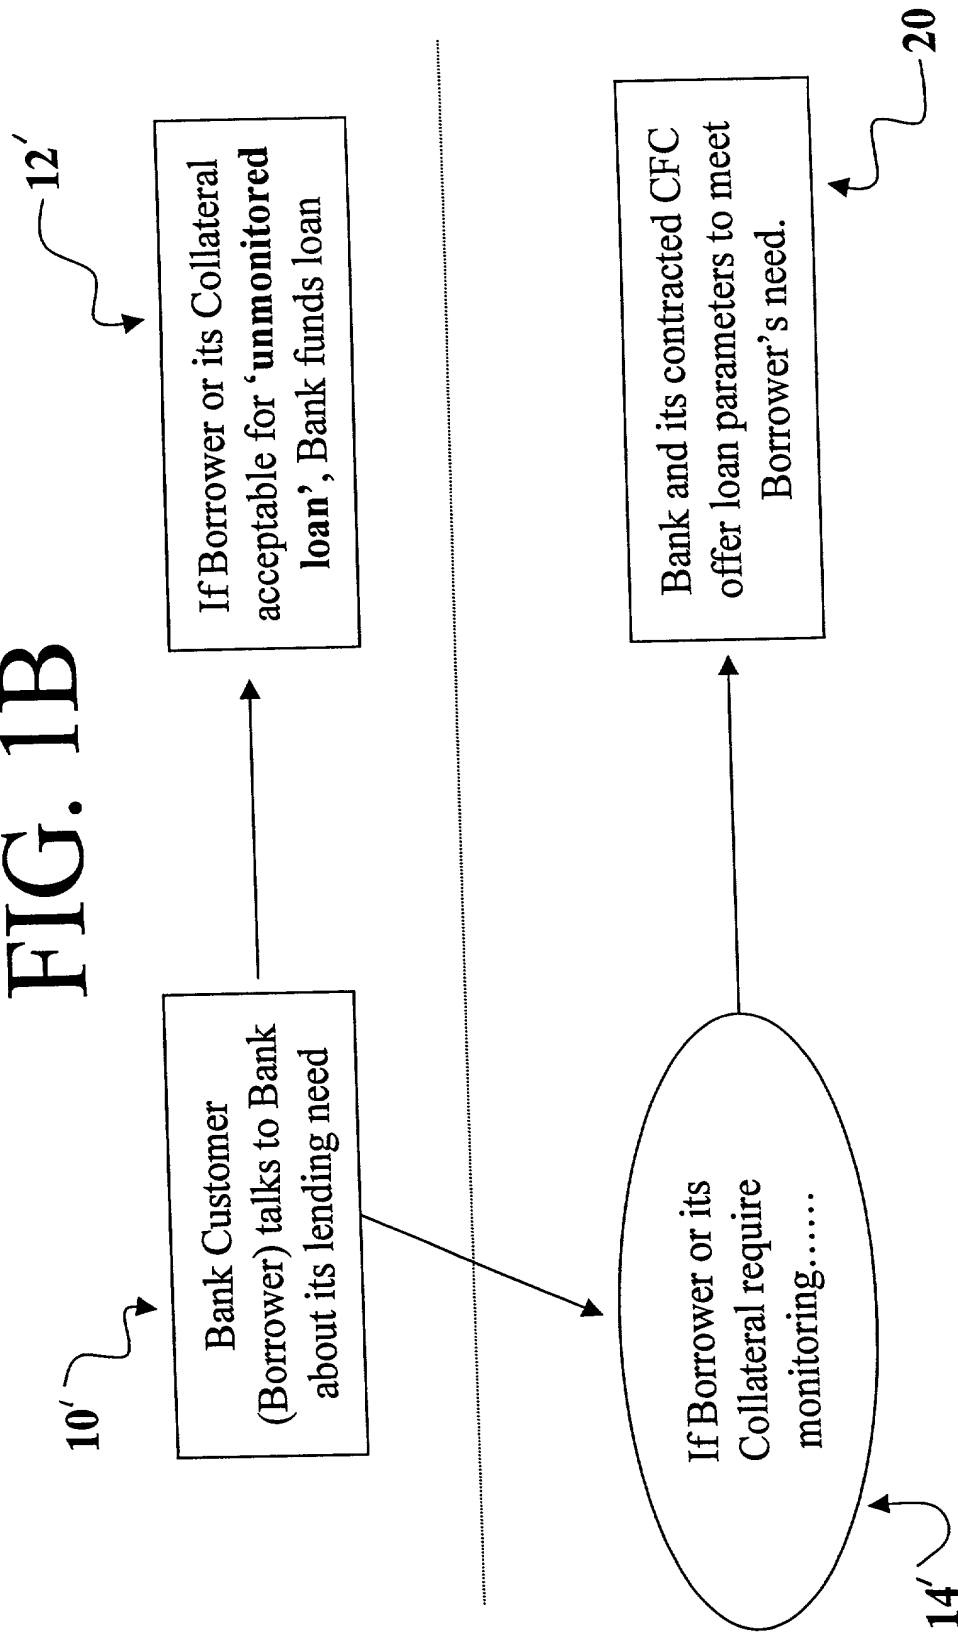 FIG. 1B
10'
Bank Customer
(Borrower) talks to Bank
about its lending need
12'
If Borrower or its Collateral
acceptable for ‘unmonitored
loan’, Bank funds loan
14'
If Borrower or its
Collateral require
monitoring......
20
Bank and its contracted CFC
offer loan parameters to meet
Borrower’s need.